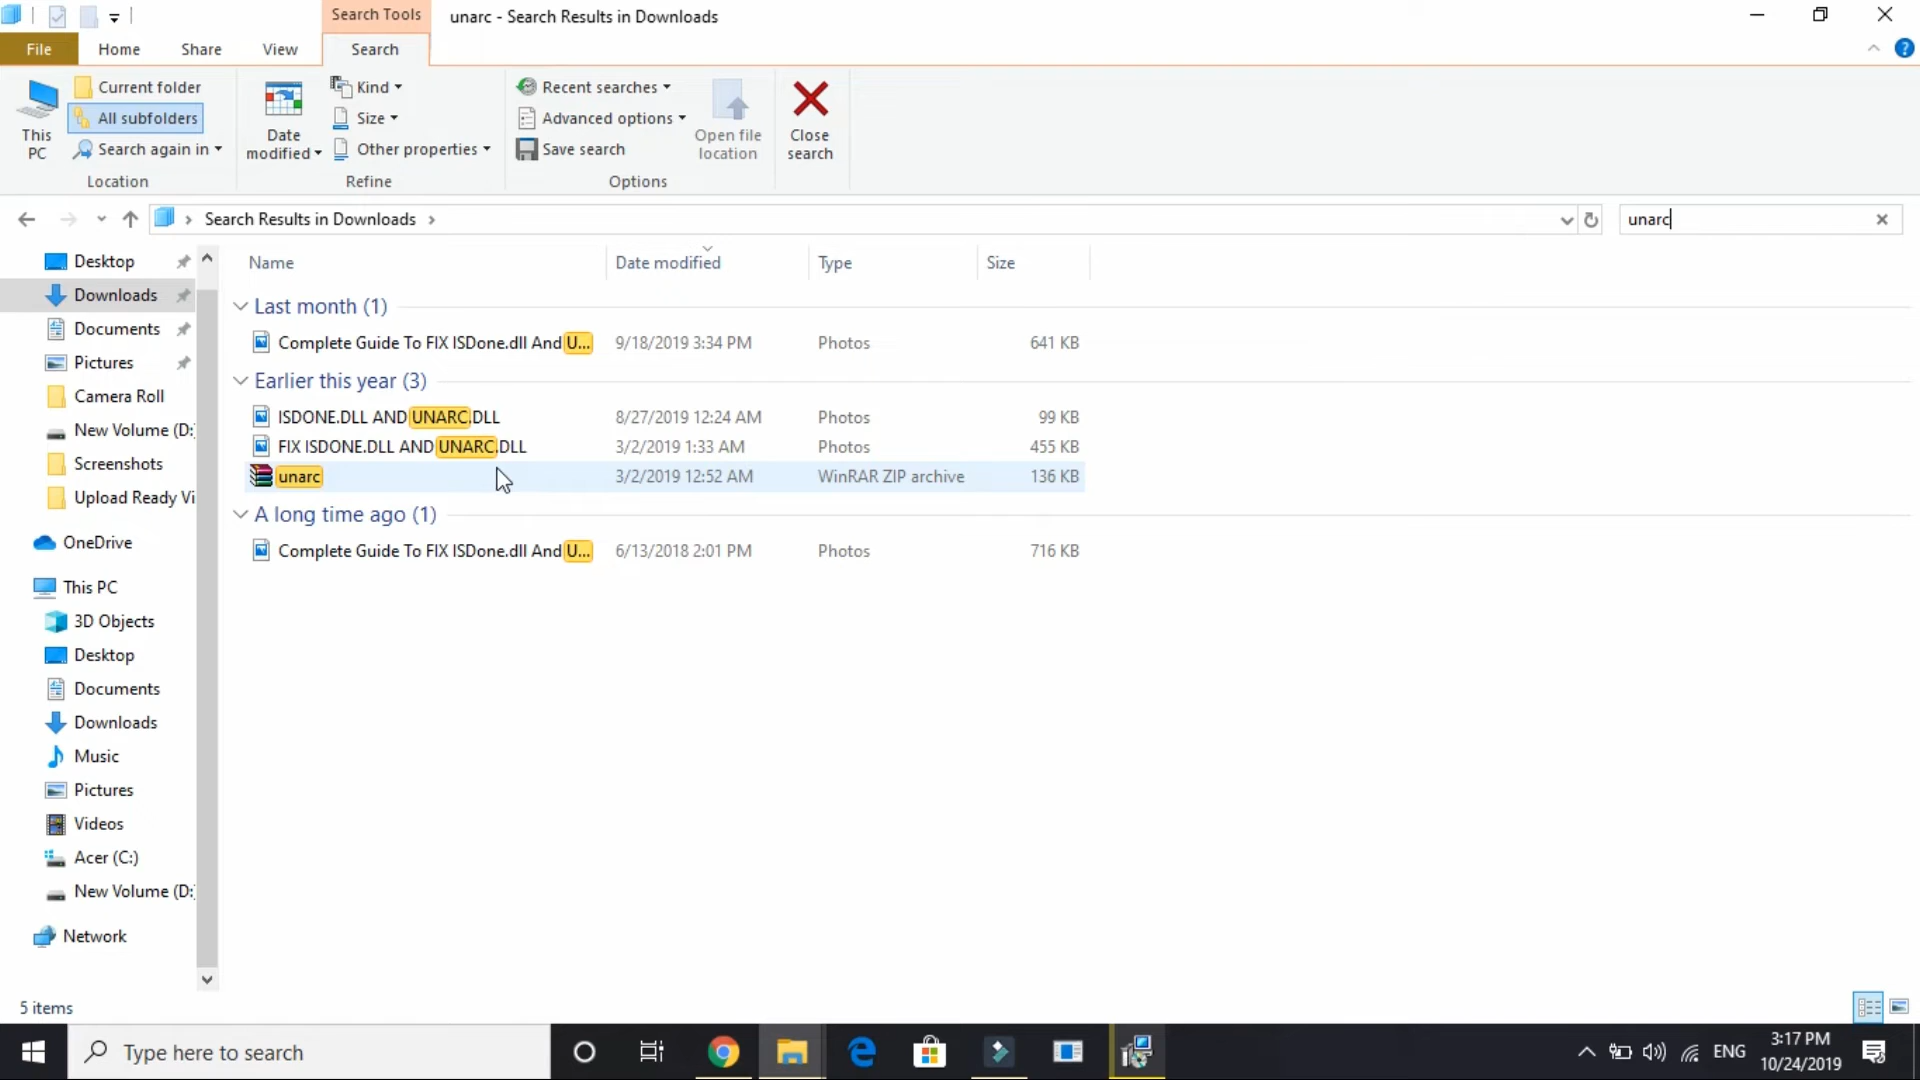 Search Tools
unarc - Search Results in Downloads
File
Home
Share
View
Search
This PC
Current folder
All subfolders
Search again in
Location
Date modified
Kind
Size
Other properties
Refine
Recent searches
Advanced options
Save search
Options
Open file location
Close search
Search Results in Downloads
unarc
Desktop
Downloads
Documents
Pictures
Camera Roll
New Volume (D:)
Screenshots
Upload Ready Vi
OneDrive
This PC
3D Objects
Desktop
Documents
Downloads
Music
Pictures
Videos
Acer (C:)
New Volume (D:)
Network
Name Date modified Type Size
Last month (1)
Complete Guide To FIX ISDone.dll And U... 9/18/2019 3:34 PM Photos 641 KB
Earlier this year (3)
ISDONE.DLL AND UNARC.DLL 8/27/2019 12:24 AM Photos 99 KB
FIX ISDONE.DLL AND UNARC.DLL 3/2/2019 1:33 AM Photos 455 KB
unarc 3/2/2019 12:52 AM WinRAR ZIP archive 136 KB
A long time ago (1)
Complete Guide To FIX ISDone.dll And U... 6/13/2018 2:01 PM Photos 716 KB
5 items
Type here to search
ENG
3:17 PM
10/24/2019